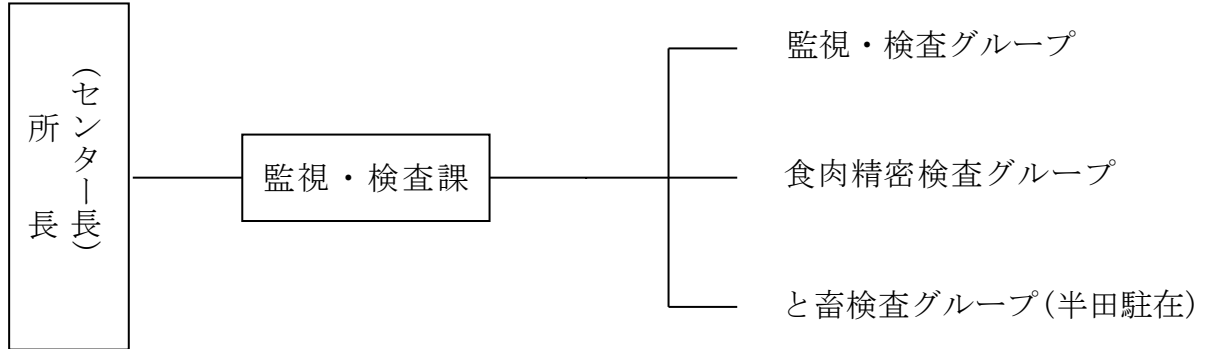 所長
(センター長)
監視・検査課
監視・検査グループ
食肉精密検査グループ
と畜検査グループ(半田駐在)